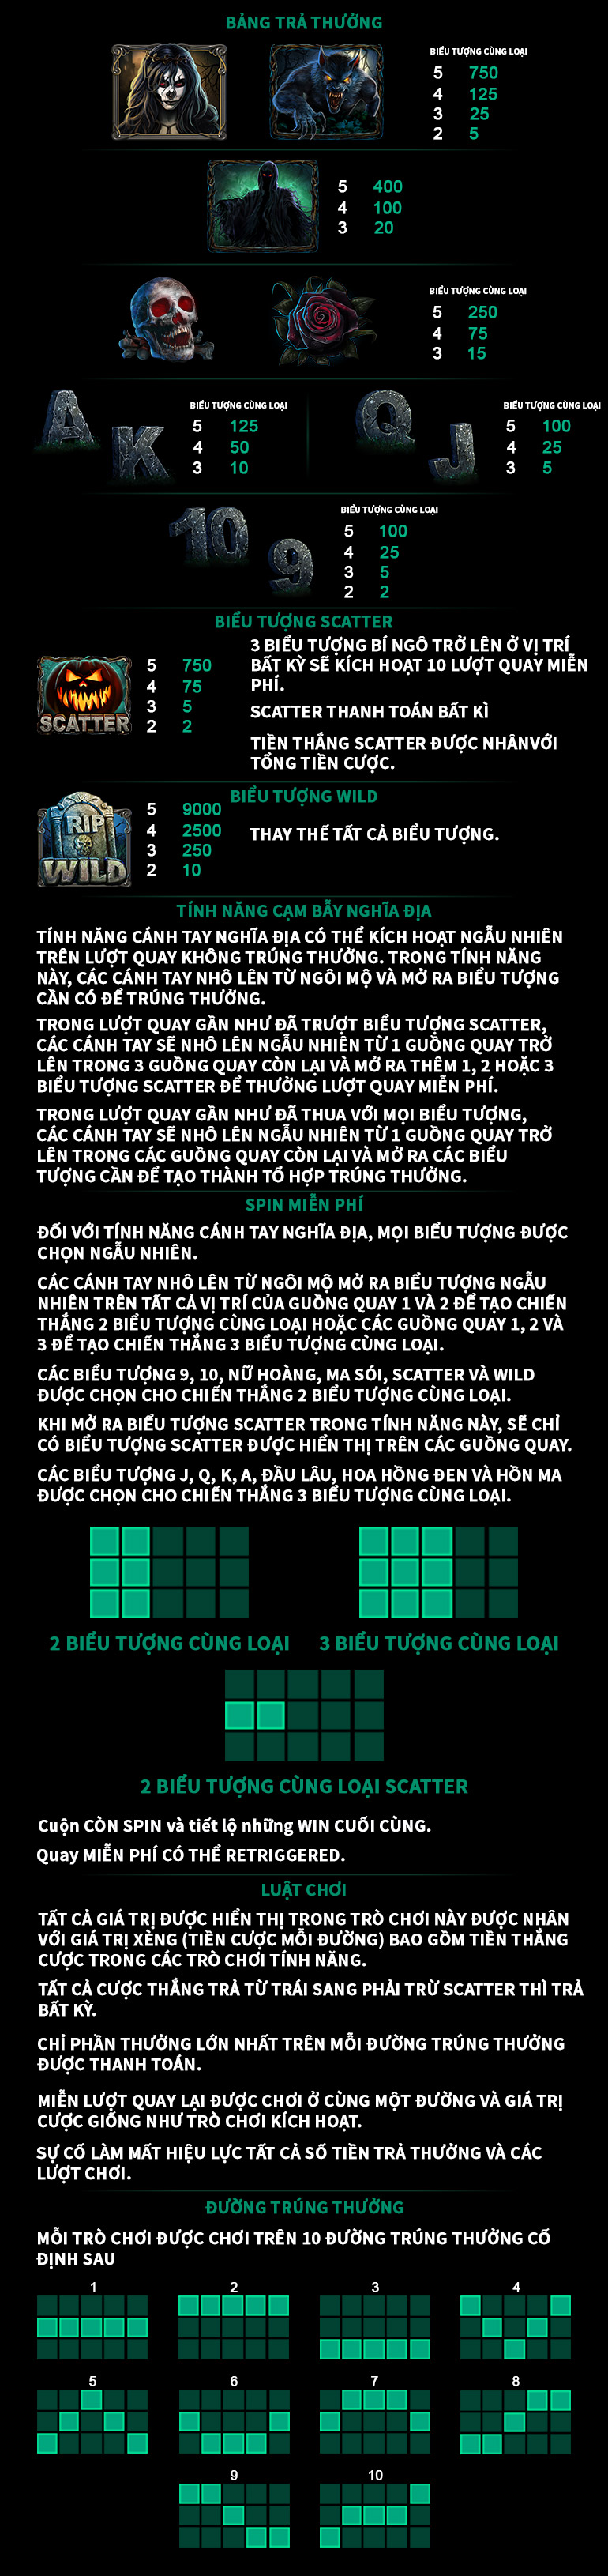 BẢNG TRẢ THƯỞNG
BIỂU TƯỢNG CÙNG LOẠI
5 750
4 125
3 25
2 5
5 400
4 100
3 20
BIỂU TƯỢNG CÙNG LOẠI
5 250
4 75
3 15
A K
BIỂU TƯỢNG CÙNG LOẠI
5 125
4 50
3 10
Q J
BIỂU TƯỢNG CÙNG LOẠI
5 100
4 25
3 5
10 9
BIỂU TƯỢNG CÙNG LOẠI
5 100
4 25
3 5
2 2
BIỂU TƯỢNG SCATTER
SCATTER
5 750
4 75
3 5
2 2
3 BIỂU TƯỢNG BÍ NGÔ TRỞ LÊN Ở VỊ TRÍ
BẤT KỲ SẼ KÍCH HOẠT 10 LƯỢT QUAY MIỄN
PHÍ.
SCATTER THANH TOÁN BẤT KÌ
TIỀN THẮNG SCATTER ĐƯỢC NHÂNVỚI
TỔNG TIỀN CƯỢC.
BIỂU TƯỢNG WILD
RIP
WILD
5 9000
4 2500
3 250
2 10
THAY THẾ TẤT CẢ BIỂU TƯỢNG.
TÍNH NĂNG CẠM BẪY NGHĨA ĐỊA
TÍNH NĂNG CÁNH TAY NGHĨA ĐỊA CÓ THỂ KÍCH HOẠT NGẪU NHIÊN
TRÊN LƯỢT QUAY KHÔNG TRÚNG THƯỞNG. TRONG TÍNH NĂNG
NÀY, CÁC CÁNH TAY NHÔ LÊN TỪ NGÔI MỘ VÀ MỞ RA BIỂU TƯỢNG
CẦN CÓ ĐỂ TRÚNG THƯỞNG.
TRONG LƯỢT QUAY GẦN NHƯ ĐÃ TRƯỢT BIỂU TƯỢNG SCATTER,
CÁC CÁNH TAY SẼ NHÔ LÊN NGẪU NHIÊN TỪ 1 GUỒNG QUAY TRỞ
LÊN TRONG 3 GUỒNG QUAY CÒN LẠI VÀ MỞ RA THÊM 1, 2 HOẶC 3
BIỂU TƯỢNG SCATTER ĐỂ THƯỞNG LƯỢT QUAY MIỄN PHÍ.
TRONG LƯỢT QUAY GẦN NHƯ ĐÃ THUA VỚI MỌI BIỂU TƯỢNG,
CÁC CÁNH TAY SẼ NHÔ LÊN NGẪU NHIÊN TỪ 1 GUỒNG QUAY TRỞ
LÊN TRONG CÁC GUỒNG QUAY CÒN LẠI VÀ MỞ RA CÁC BIỂU
TƯỢNG CẦN ĐỂ TẠO THÀNH TỔ HỢP TRÚNG THƯỞNG.
SPIN MIỄN PHÍ
ĐỐI VỚI TÍNH NĂNG CÁNH TAY NGHĨA ĐỊA, MỌI BIỂU TƯỢNG ĐƯỢC
CHỌN NGẪU NHIÊN.
CÁC CÁNH TAY NHÔ LÊN TỪ NGÔI MỘ MỞ RA BIỂU TƯỢNG NGẪU
NHIÊN TRÊN TẤT CẢ VỊ TRÍ CỦA GUỒNG QUAY 1 VÀ 2 ĐỂ TẠO CHIẾN
THẮNG 2 BIỂU TƯỢNG CÙNG LOẠI HOẶC CÁC GUỒNG QUAY 1, 2 VÀ
3 ĐỂ TẠO CHIẾN THẮNG 3 BIỂU TƯỢNG CÙNG LOẠI.
CÁC BIỂU TƯỢNG 9, 10, NỮ HOÀNG, MA SÓI, SCATTER VÀ WILD
ĐƯỢC CHỌN CHO CHIẾN THẮNG 2 BIỂU TƯỢNG CÙNG LOẠI.
KHI MỞ RA BIỂU TƯỢNG SCATTER TRONG TÍNH NĂNG NÀY, SẼ CHỈ
CÓ BIỂU TƯỢNG SCATTER ĐƯỢC HIỂN THỊ TRÊN CÁC GUỒNG QUAY.
CÁC BIỂU TƯỢNG J, Q, K, A, ĐẦU LÂU, HOA HỒNG ĐEN VÀ HỒN MA
ĐƯỢC CHỌN CHO CHIẾN THẮNG 3 BIỂU TƯỢNG CÙNG LOẠI.
2 BIỂU TƯỢNG CÙNG LOẠI
3 BIỂU TƯỢNG CÙNG LOẠI
2 BIỂU TƯỢNG CÙNG LOẠI SCATTER
Cuộn CÒN SPIN và tiết lộ những WIN CUỐI CÙNG.
Quay MIỄN PHÍ CÓ THỂ RETRIGGERED.
LUẬT CHƠI
TẤT CẢ GIÁ TRỊ ĐƯỢC HIỂN THỊ TRONG TRÒ CHƠI NÀY ĐƯỢC NHÂN
VỚI GIÁ TRỊ XÈNG (TIỀN CƯỢC MỖI ĐƯỜNG) BAO GỒM TIỀN THẮNG
CƯỢC TRONG CÁC TRÒ CHƠI TÍNH NĂNG.
TẤT CẢ CƯỢC THẮNG TRẢ TỪ TRÁI SANG PHẢI TRỪ SCATTER THÌ TRẢ
BẤT KỲ.
CHỈ PHẦN THƯỞNG LỚN NHẤT TRÊN MỖI ĐƯỜNG TRÚNG THƯỞNG
ĐƯỢC THANH TOÁN.
MIỄN LƯỢT QUAY LẠI ĐƯỢC CHƠI Ở CÙNG MỘT ĐƯỜNG VÀ GIÁ TRỊ
CƯỢC GIỐNG NHƯ TRÒ CHƠI KÍCH HOẠT.
SỰ CỐ LÀM MẤT HIỆU LỰC TẤT CẢ SỐ TIỀN TRẢ THƯỞNG VÀ CÁC
LƯỢT CHƠI.
ĐƯỜNG TRÚNG THƯỞNG
MỖI TRÒ CHƠI ĐƯỢC CHƠI TRÊN 10 ĐƯỜNG TRÚNG THƯỞNG CỐ
ĐỊNH SAU
1 2 3 4
5 6 7 8
9 10